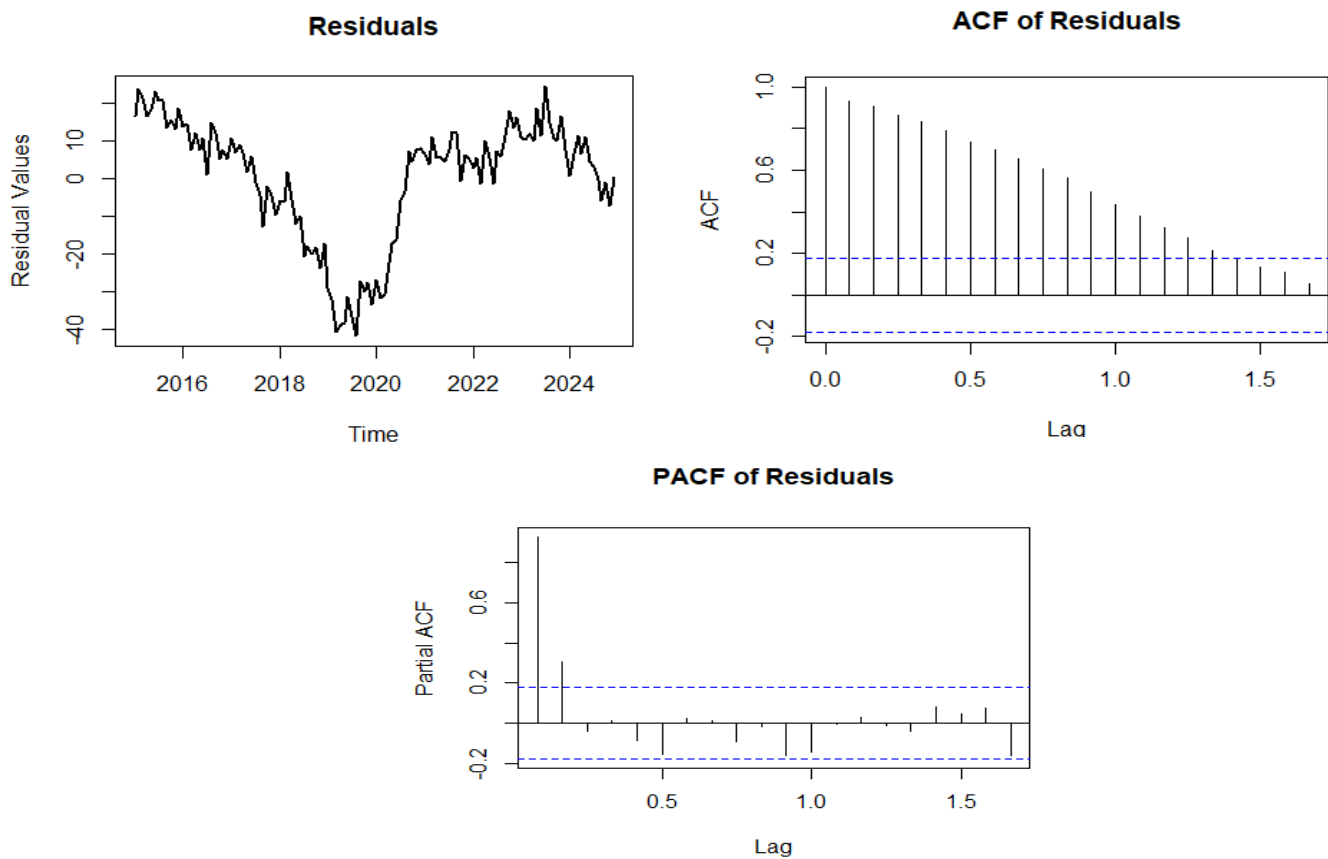 Residuals
Residual Values
10
0
-20
-40
2016 2018 2020 2022 2024
Time
ACF of Residuals
ACF
1.0
0.6
0.2
-0.2
0.0 0.5 1.0 1.5
Lag
PACF of Residuals
Partial ACF
0.6
0.2
-0.2
0.5 1.0 1.5
Lag